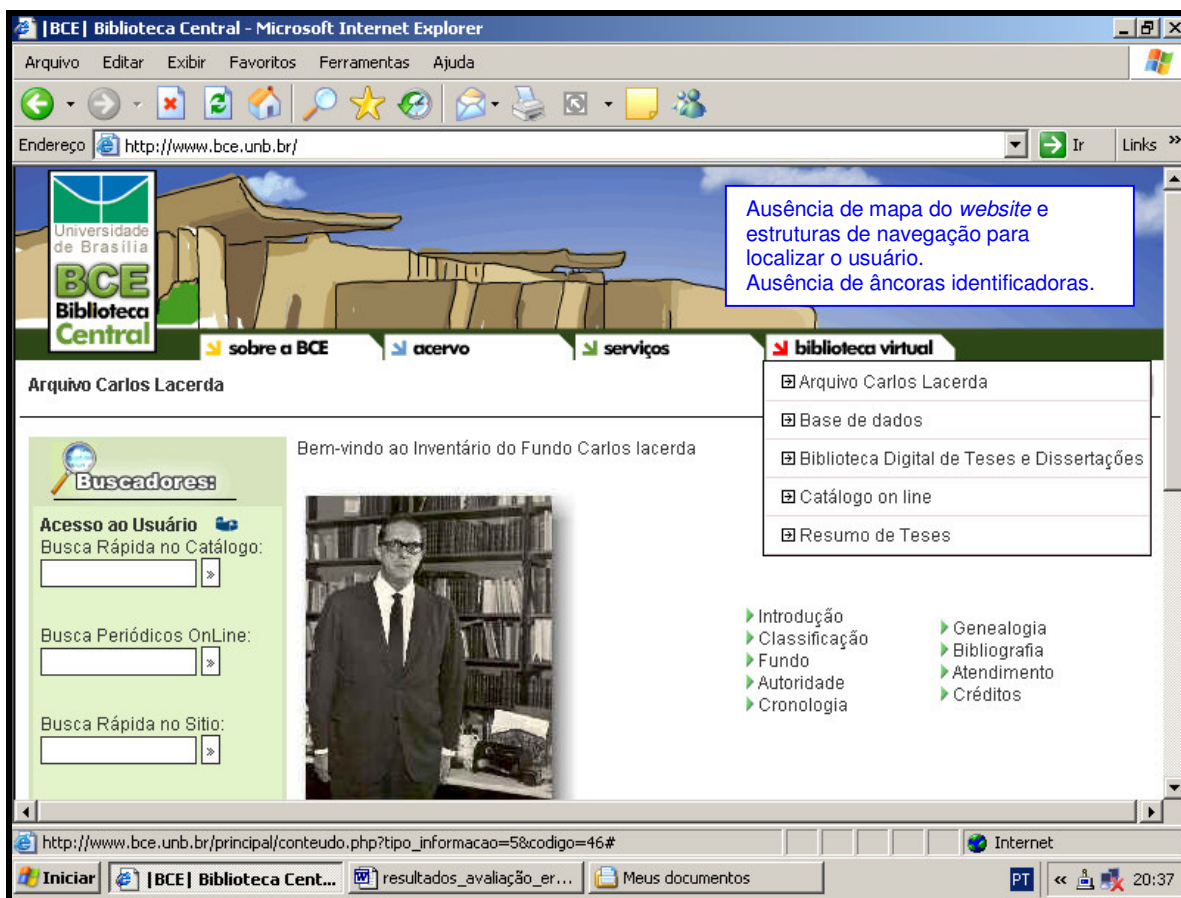 |BCE| Biblioteca Central - Microsoft Internet Explorer
Arquivo Editar Exibir Favoritos Ferramentas Ajuda
Endereço http://www.bce.unb.br/ Ir Links »
Universidade
de Brasília
BCE
Biblioteca
Central
Ausência de mapa do website e
estruturas de navegação para
localizar o usuário.
Ausência de âncoras identificadoras.
sobre a BCE acervo serviços biblioteca virtual
Arquivo Carlos Lacerda
Arquivo Carlos Lacerda
Base de dados
Biblioteca Digital de Teses e Dissertações
Catálogo on line
Resumo de Teses
Buscadores:
Acesso ao Usuário
Busca Rápida no Catálogo:
»
Busca Periódicos OnLine:
»
Busca Rápida no Sitio:
»
Bem-vindo ao Inventário do Fundo Carlos lacerda
Introdução
Classificação
Fundo
Autoridade
Cronologia
Genealogia
Bibliografia
Atendimento
Créditos
http://www.bce.unb.br/principal/conteudo.php?tipo_informacao=5&codigo=46# Internet
Iniciar |BCE| Biblioteca Cent... resultados_avaliação_er... Meus documentos PT « 20:37